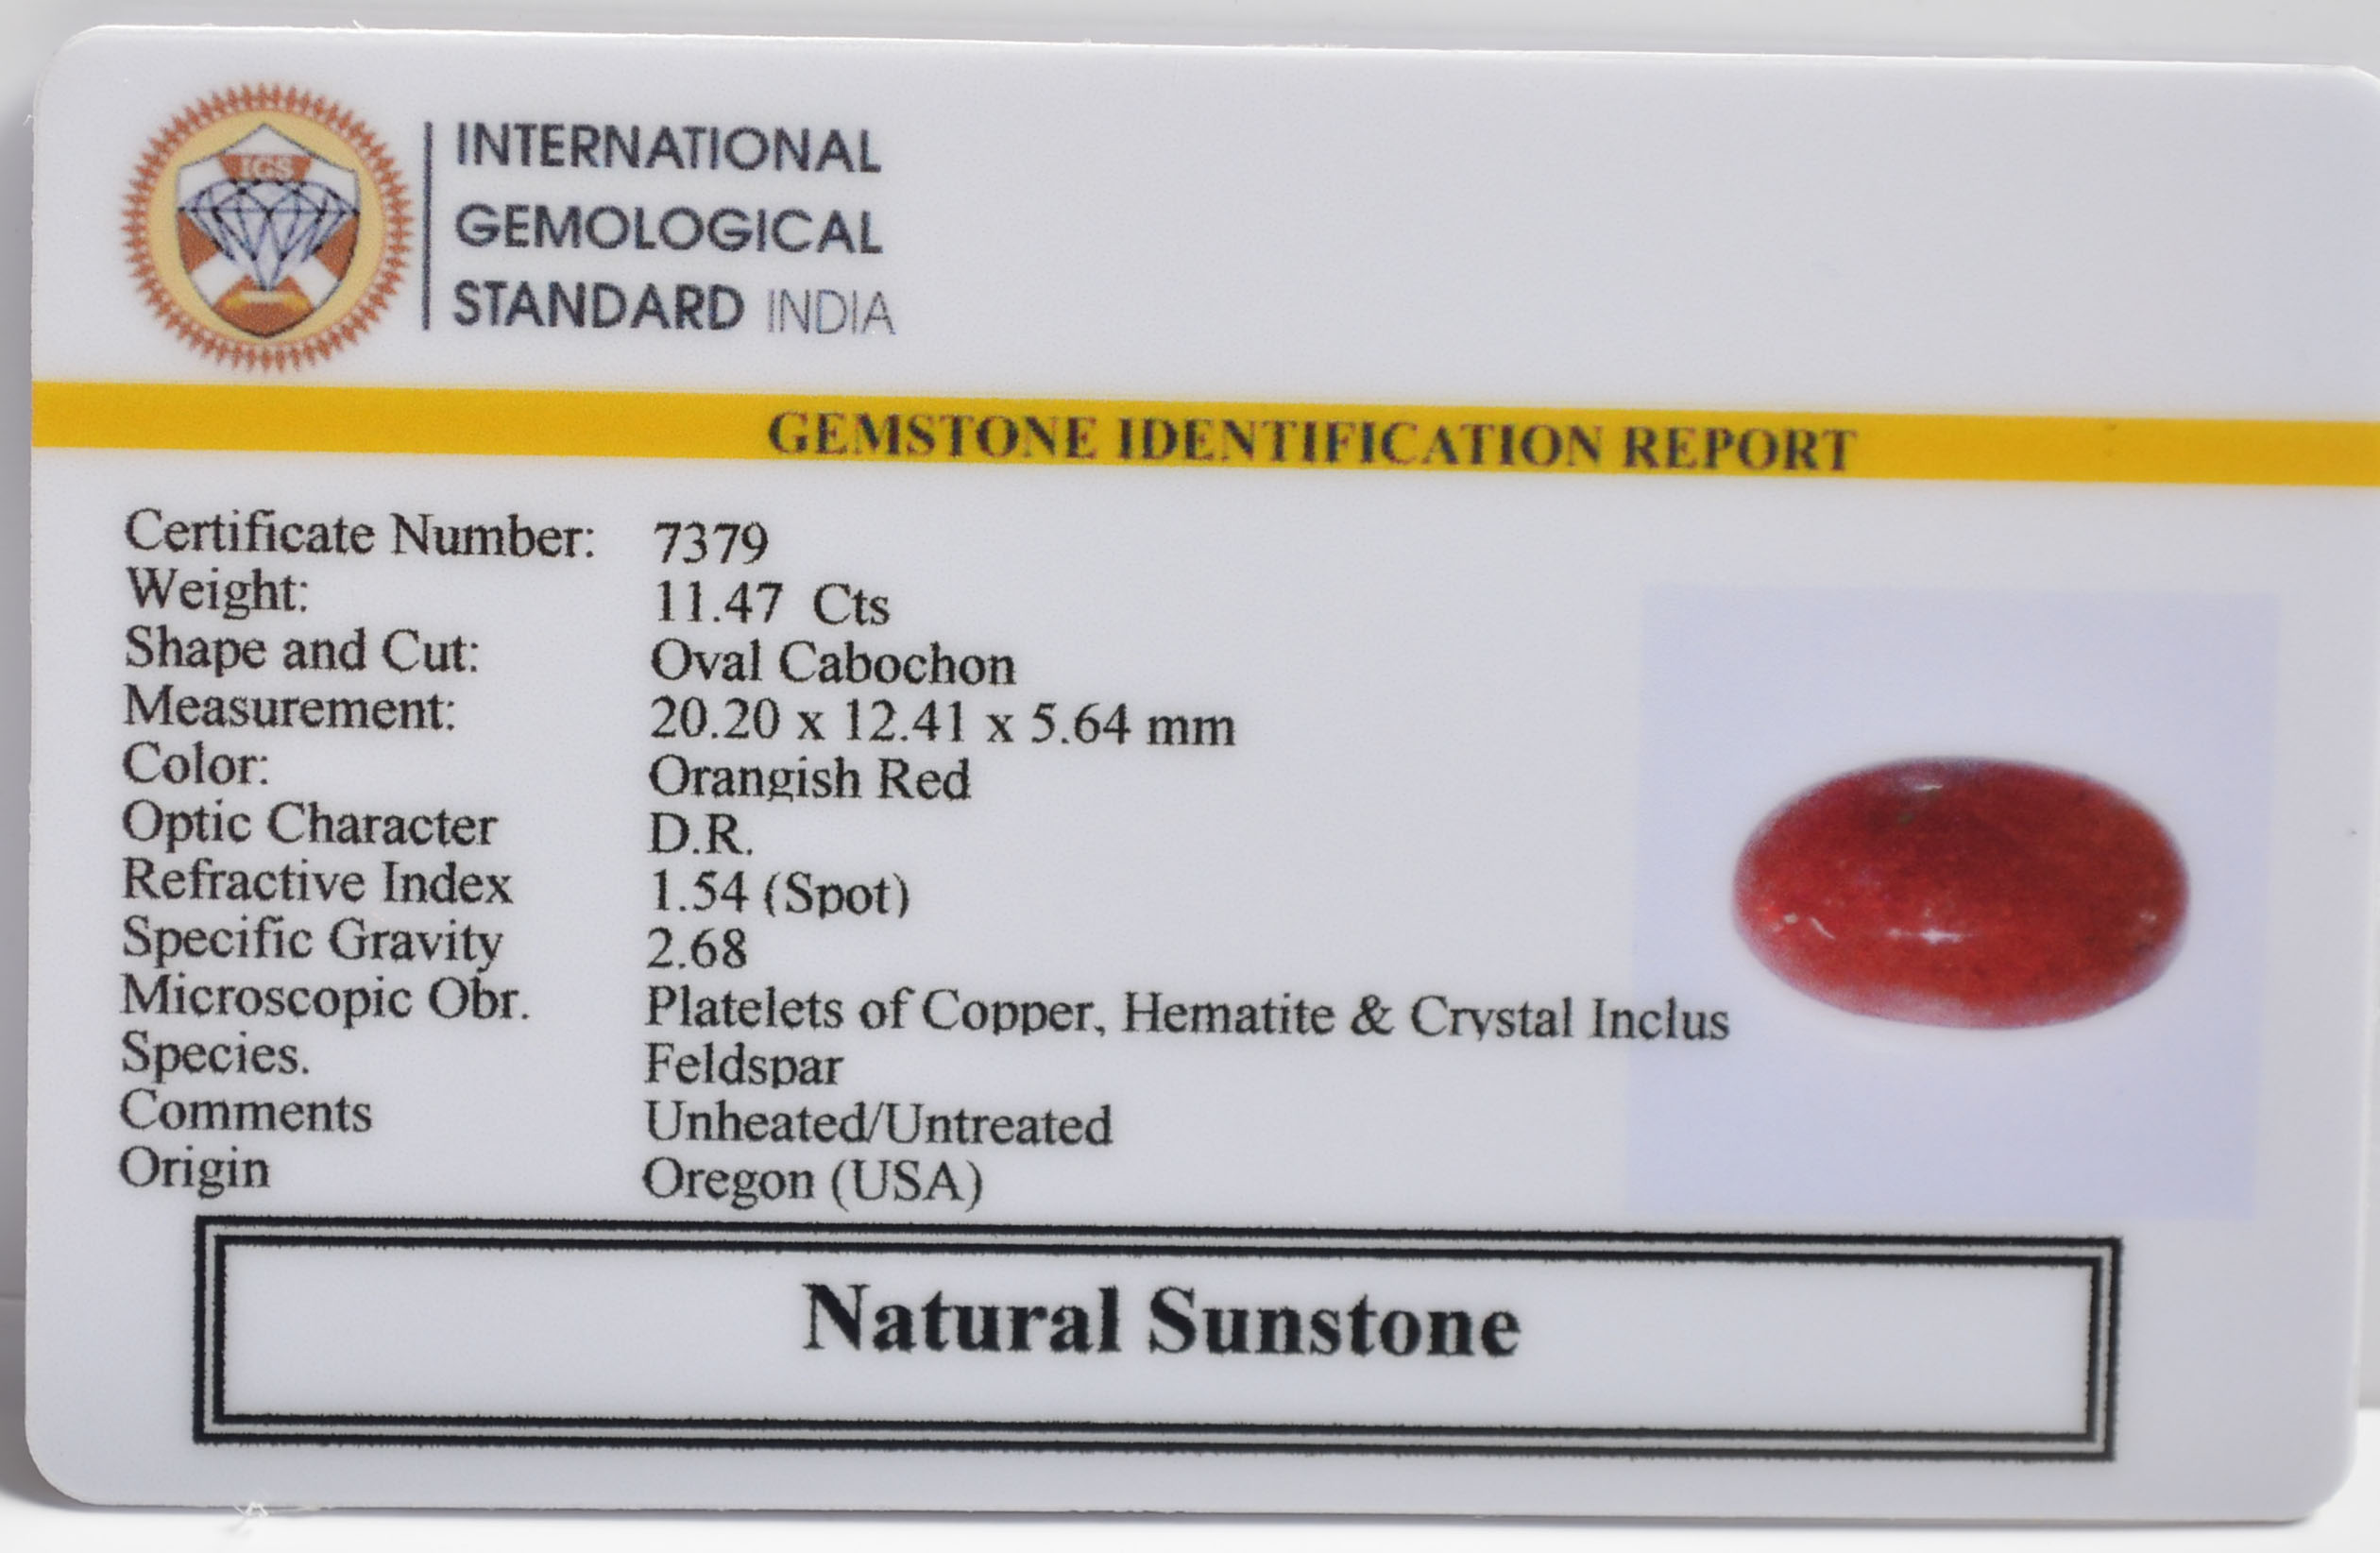 IGS
INTERNATIONAL
GEMOLOGICAL
STANDARD INDIA
GEMSTONE IDENTIFICATION REPORT
Certificate Number: 7379
Weight: 11.47 Cts
Shape and Cut: Oval Cabochon
Measurement: 20.20 x 12.41 x 5.64 mm
Color: Orangish Red
Optic Character D.R.
Refractive Index 1.54 (Spot)
Specific Gravity 2.68
Microscopic Obr. Platelets of Copper, Hematite & Crystal Inclus
Species. Feldspar
Comments Unheated/Untreated
Origin Oregon (USA)
Natural Sunstone